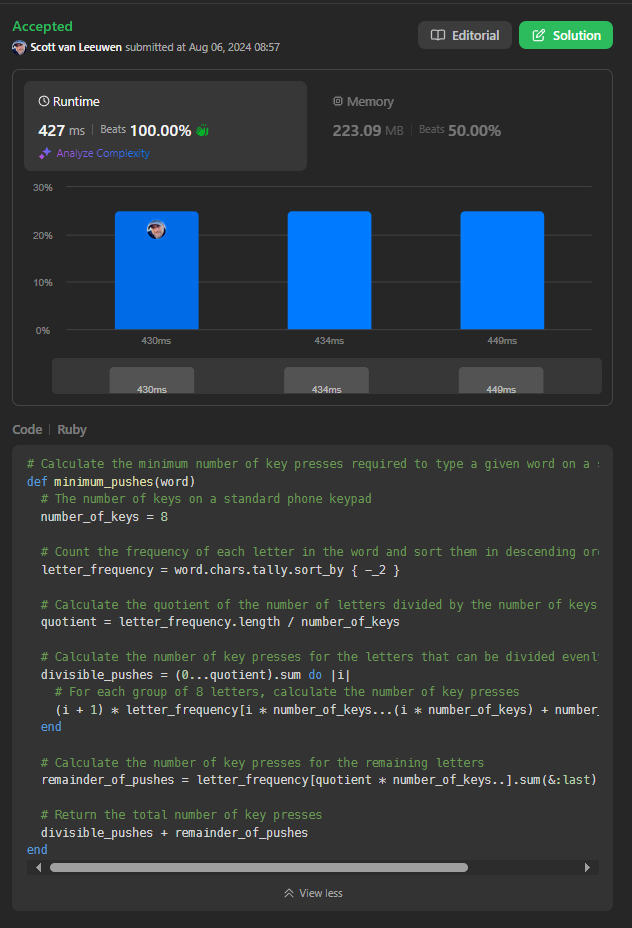 Accepted
Scott van Leeuwen submitted at Aug 06, 2024 08:57
Editorial
Solution
Runtime
427 ms | Beats 100.00%
Analyze Complexity
Memory
223.09 MB | Beats 50.00%
30%
20%
10%
0%
430ms 434ms 449ms
430ms 434ms 449ms
Code | Ruby
# Calculate the minimum number of key presses required to type a given word on a
def minimum_pushes(word)
  # The number of keys on a standard phone keypad
  number_of_keys = 8
  # Count the frequency of each letter in the word and sort them in descending or
  letter_frequency = word.chars.tally.sort_by { -_2 }
  # Calculate the quotient of the number of letters divided by the number of keys
  quotient = letter_frequency.length / number_of_keys
  # Calculate the number of key presses for the letters that can be divided evenl
  divisible_pushes = (0...quotient).sum do |i|
    # For each group of 8 letters, calculate the number of key presses
    (i + 1) * letter_frequency[i * number_of_keys...(i * number_of_keys) + number_
  end
  # Calculate the number of key presses for the remaining letters
  remainder_of_pushes = letter_frequency[quotient * number_of_keys..].sum(&:last)
  # Return the total number of key presses
  divisible_pushes + remainder_of_pushes
end
View less